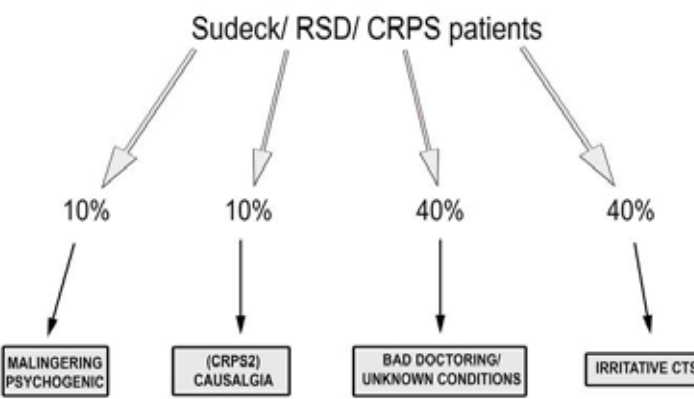 Sudeck/ RSD/ CRPS patients
10%
10%
40%
40%
MALINGERING
PSYCHOGENIC
(CRPS2)
CAUSALGIA
BAD DOCTORING/
UNKNOWN CONDITIONS
IRRITATIVE CTS